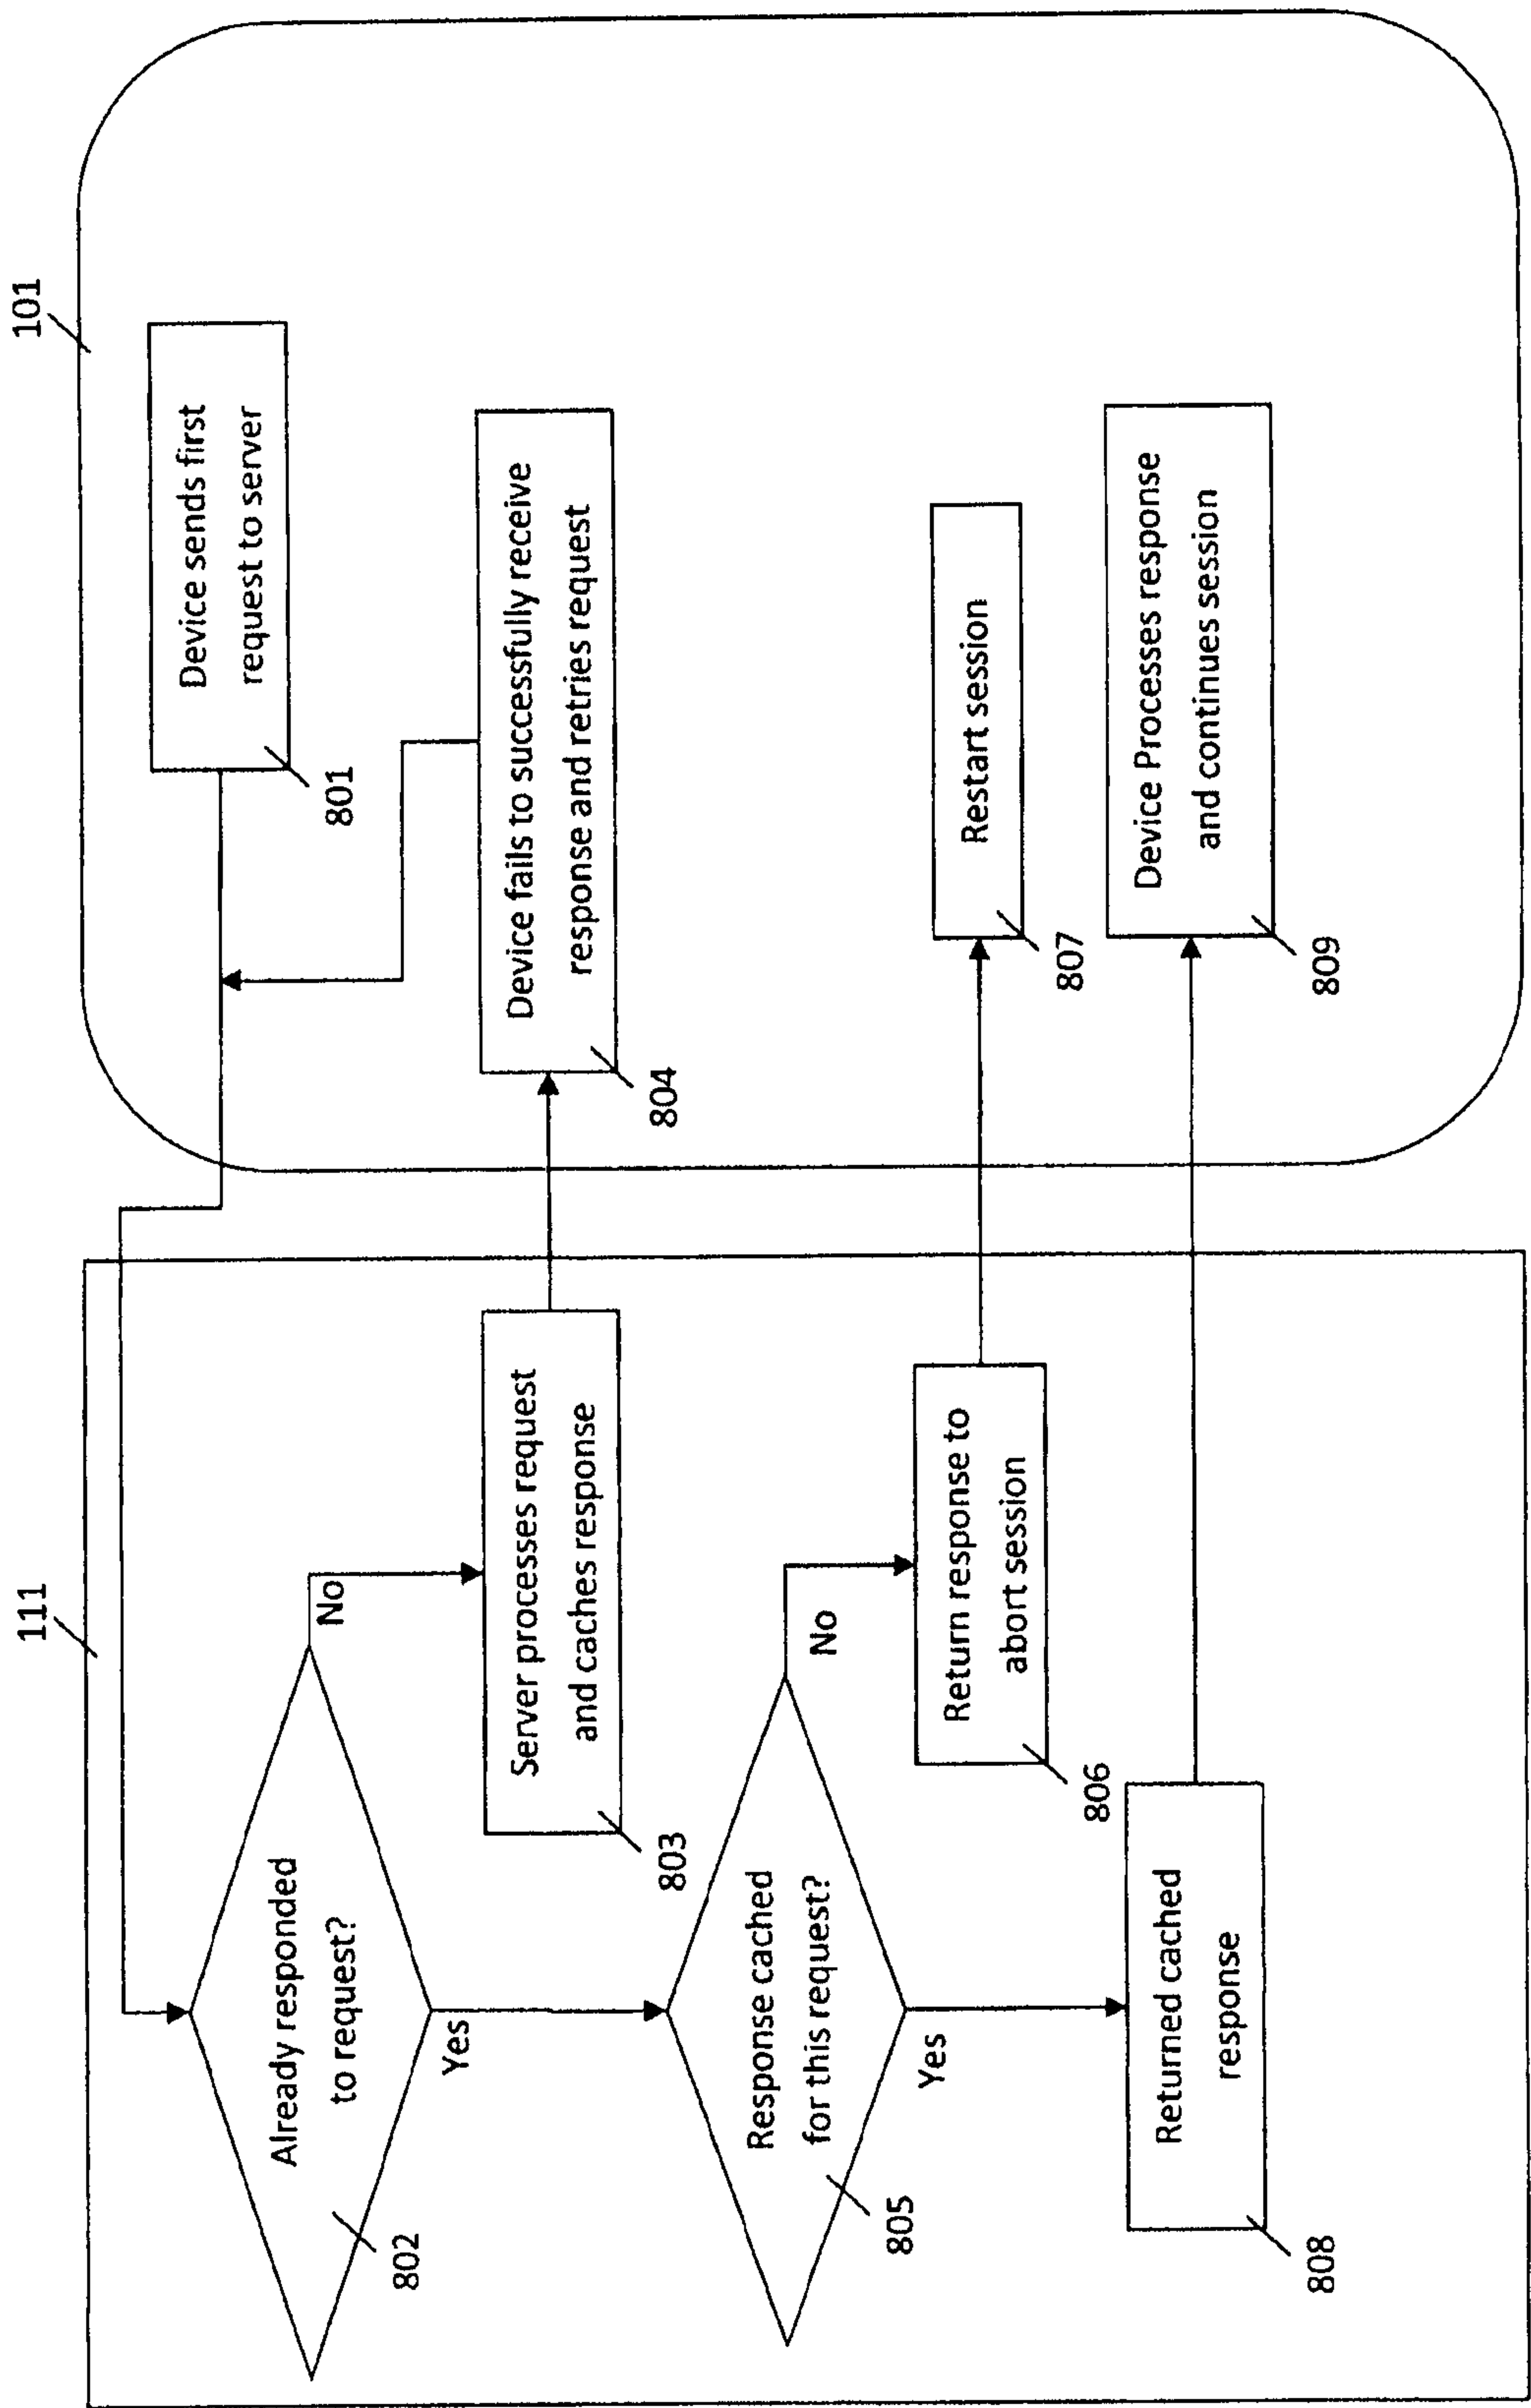 111
101
Device sends first
request to server
801
Already responded
to request?
802
No
Yes
Server processes request
and caches response
803
Device fails to successfully receive
response and retries request
804
Response cached
for this request?
805
No
Yes
Return response to
abort session
806
Restart session
807
Returned cached
response
808
Device Processes response
and continues session
809